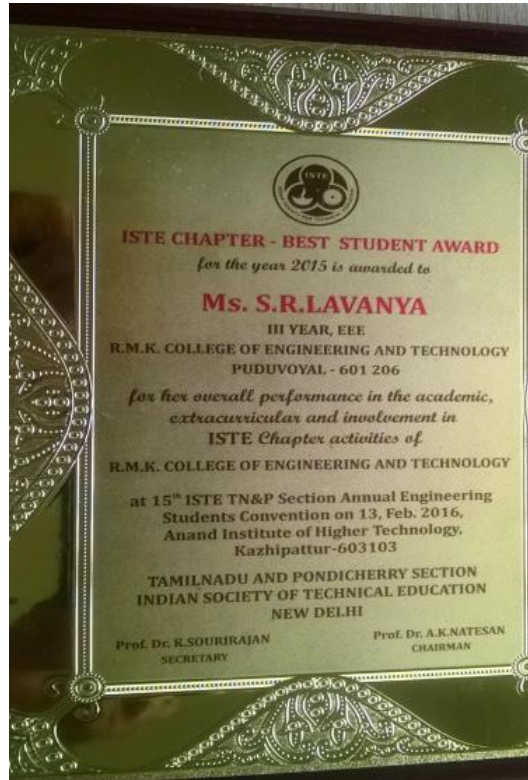 ISTE
ISTE CHAPTER - BEST STUDENT AWARD
for the year 2015 is awarded to
Ms. S.R.LAVANYA
III YEAR, EEE
R.M.K. COLLEGE OF ENGINEERING AND TECHNOLOGY
PUDUVOYAL - 601 206
for her overall performance in the academic,
extracurricular and involvement in
ISTE Chapter activities of
R.M.K. COLLEGE OF ENGINEERING AND TECHNOLOGY
at 15th ISTE TN&P Section Annual Engineering
Students Convention on 13, Feb. 2016,
Anand Institute of Higher Technology,
Kazhipattur-603103
TAMILNADU AND PONDICHERRY SECTION
INDIAN SOCIETY OF TECHNICAL EDUCATION
NEW DELHI
Prof. Dr. K.SOURIRAJAN
SECRETARY
Prof. Dr. A.K.NATESAN
CHAIRMAN